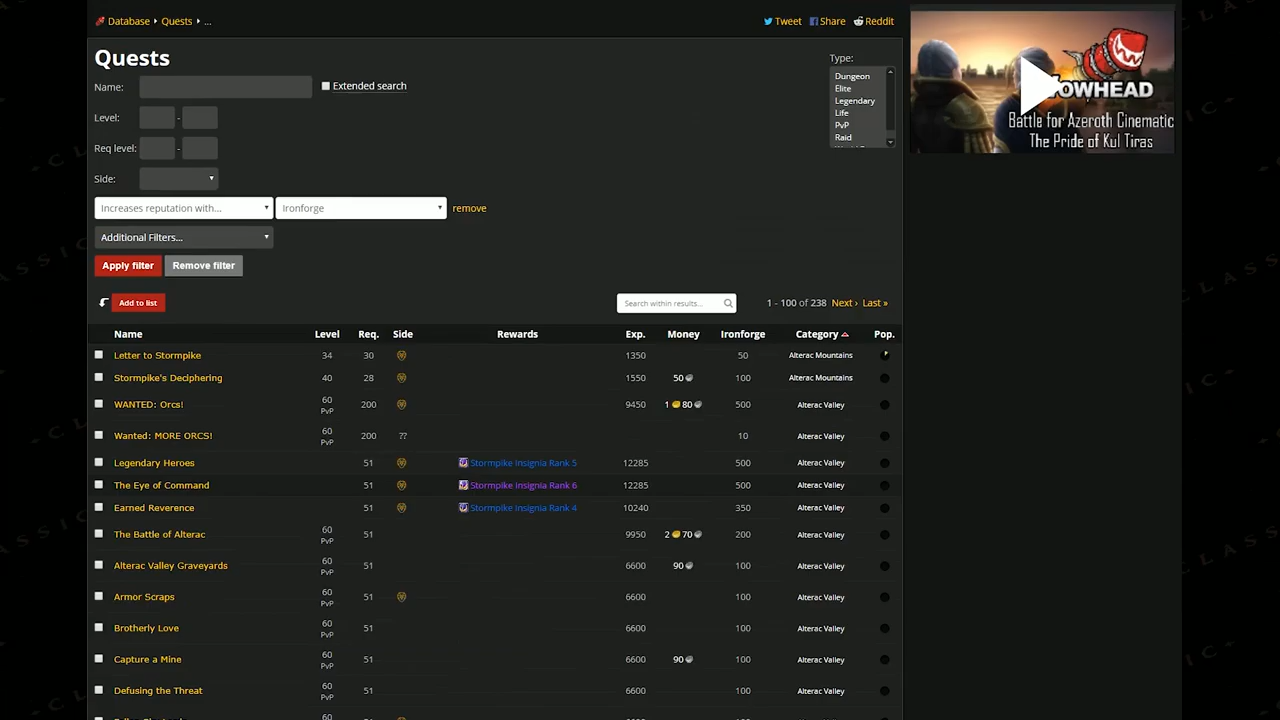 Database › Quests › ...
Tweet Share Reddit
Quests
Type:
Dungeon
Elite
Legendary
Life
PvP
Raid
Name: Extended search
Level: -
Req level: -
Side:
Increases reputation with... Ironforge remove
Additional Filters...
Apply filter Remove filter
Add to list Search within results... 1 - 100 of 238 Next › Last »
Name Level Req. Side Rewards Exp. Money Ironforge Category Pop.
Letter to Stormpike 34 30 1350 50 Alterac Mountains
Stormpike's Deciphering 40 28 1550 50 100 Alterac Mountains
WANTED: Orcs! 60 PvP 200 9450 1 80 500 Alterac Valley
Wanted: MORE ORCS! 60 PvP 200 ?? 10 Alterac Valley
Legendary Heroes 51 Stormpike Insignia Rank 5 12285 500 Alterac Valley
The Eye of Command 51 Stormpike Insignia Rank 6 12285 500 Alterac Valley
Earned Reverence 51 Stormpike Insignia Rank 4 10240 350 Alterac Valley
The Battle of Alterac 60 PvP 51 9950 2 70 200 Alterac Valley
Alterac Valley Graveyards 60 PvP 51 6600 90 100 Alterac Valley
Armor Scraps 60 PvP 51 6600 100 Alterac Valley
Brotherly Love 60 PvP 51 6600 100 Alterac Valley
Capture a Mine 60 PvP 51 6600 90 100 Alterac Valley
Defusing the Threat 60 PvP 51 6600 100 Alterac Valley
60
OWHEAD
Battle for Azeroth Cinematic
The Pride of Kul Tiras